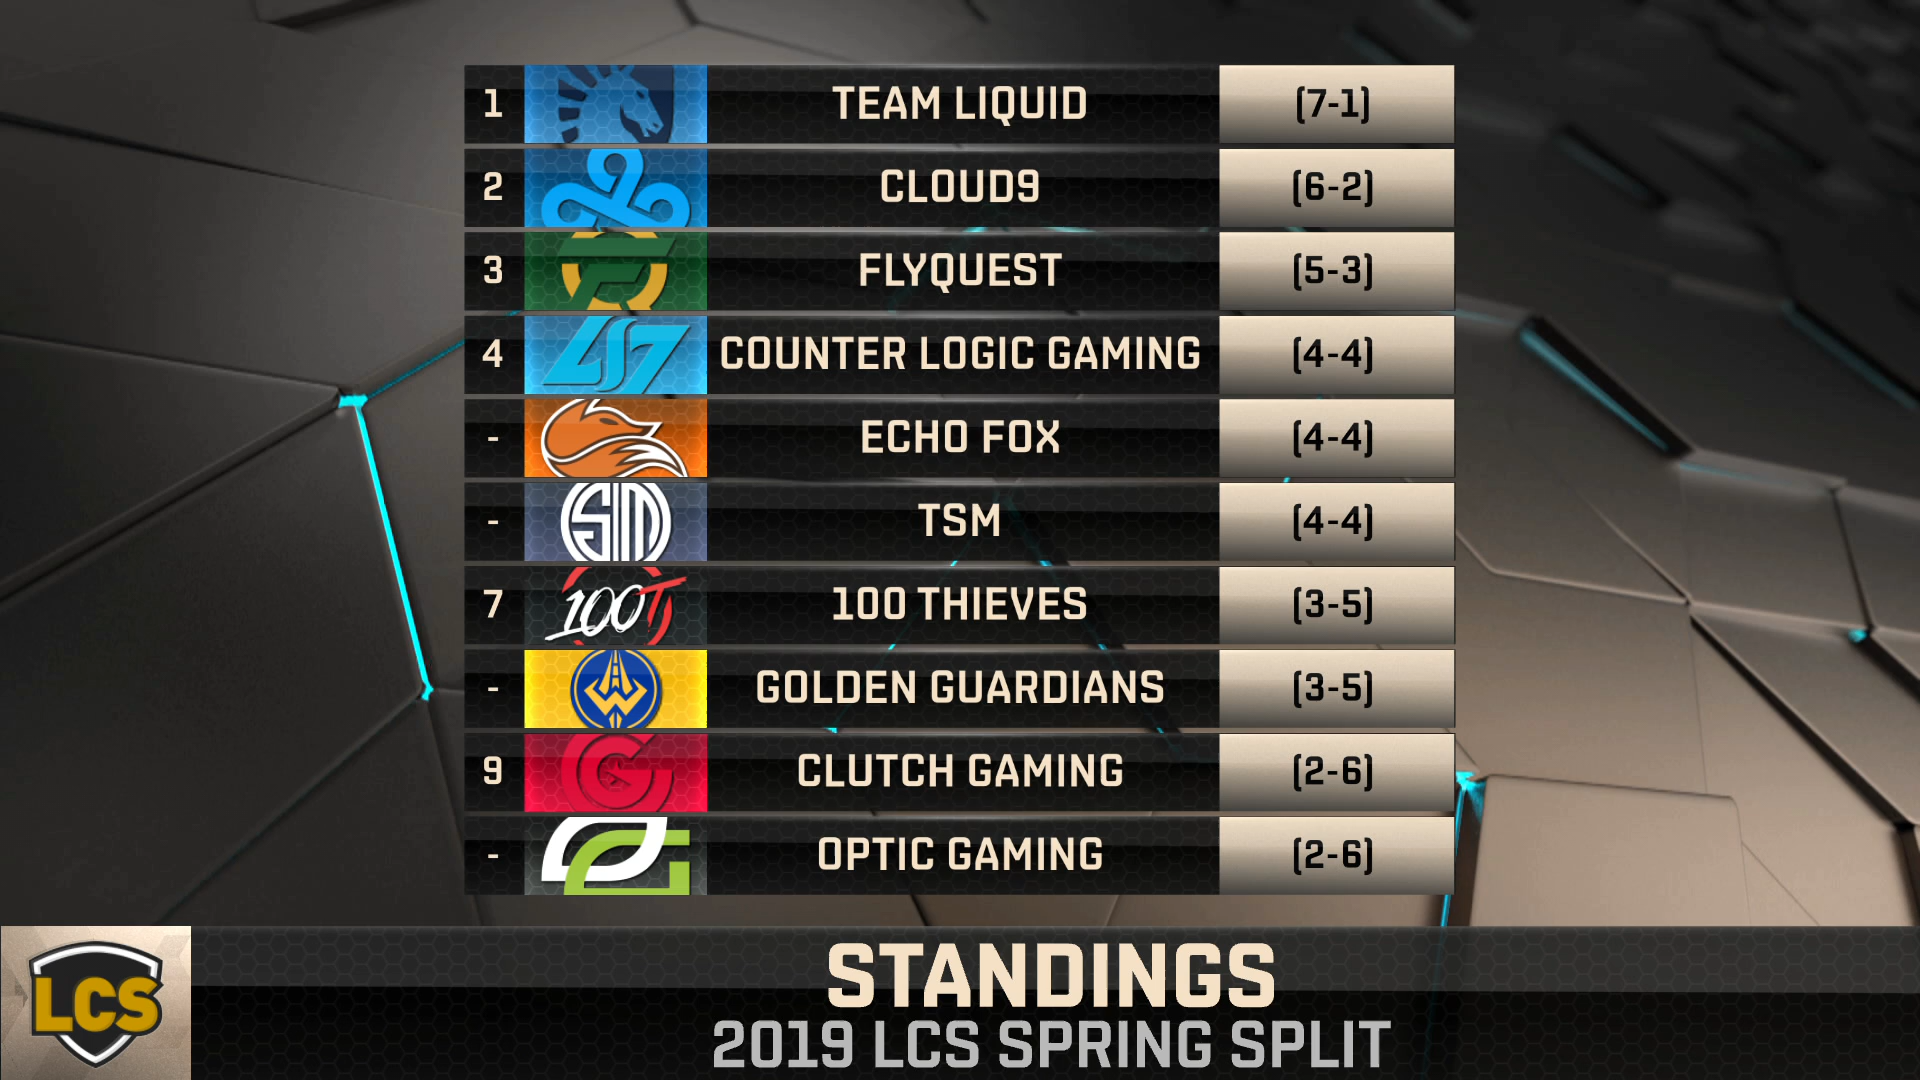 1 TEAM LIQUID (7-1)
2 CLOUD9 (6-2)
3 FLYQUEST (5-3)
4 COUNTER LOGIC GAMING (4-4)
- ECHO FOX (4-4)
- TSM (4-4)
7 100T 100 THIEVES (3-5)
- GOLDEN GUARDIANS (3-5)
9 CLUTCH GAMING (2-6)
- OPTIC GAMING (2-6)
LCS
STANDINGS
2019 LCS SPRING SPLIT